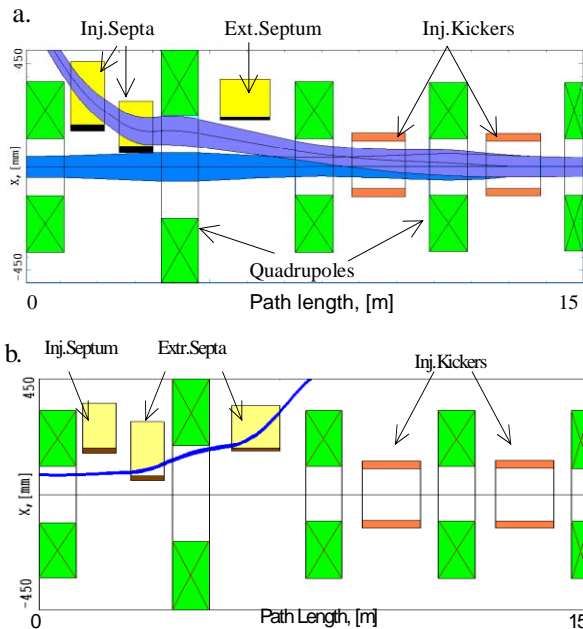 a.
Inj.Septa
Ext.Septum
Inj.Kickers
450
X, [mm]
-450
Quadrupoles
0
Path length, [m]
15
b.
Inj.Septum
Extr.Septa
Inj.Kickers
450
X, [mm]
-450
0
Path Length, [m]
15